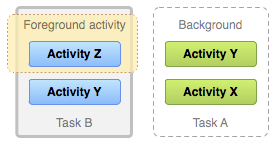 Foreground activity
Activity Z
Activity Y
Task B
Background
Activity Y
Activity X
Task A